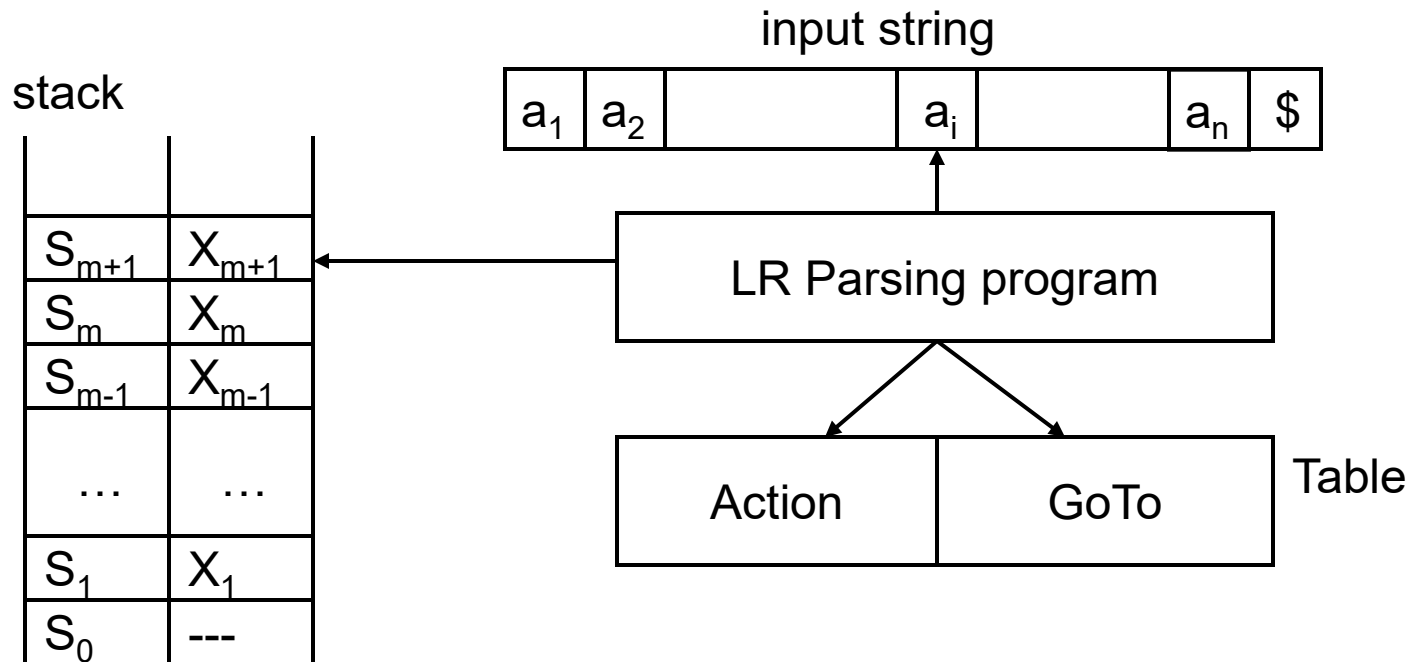 input string
stack
a₁ a₂ aᵢ aₙ $
Sₘ₊₁ Xₘ₊₁
LR Parsing program
Sₘ Xₘ
Sₘ₋₁ Xₘ₋₁
… …
Action GoTo Table
S₁ X₁
S₀ ---